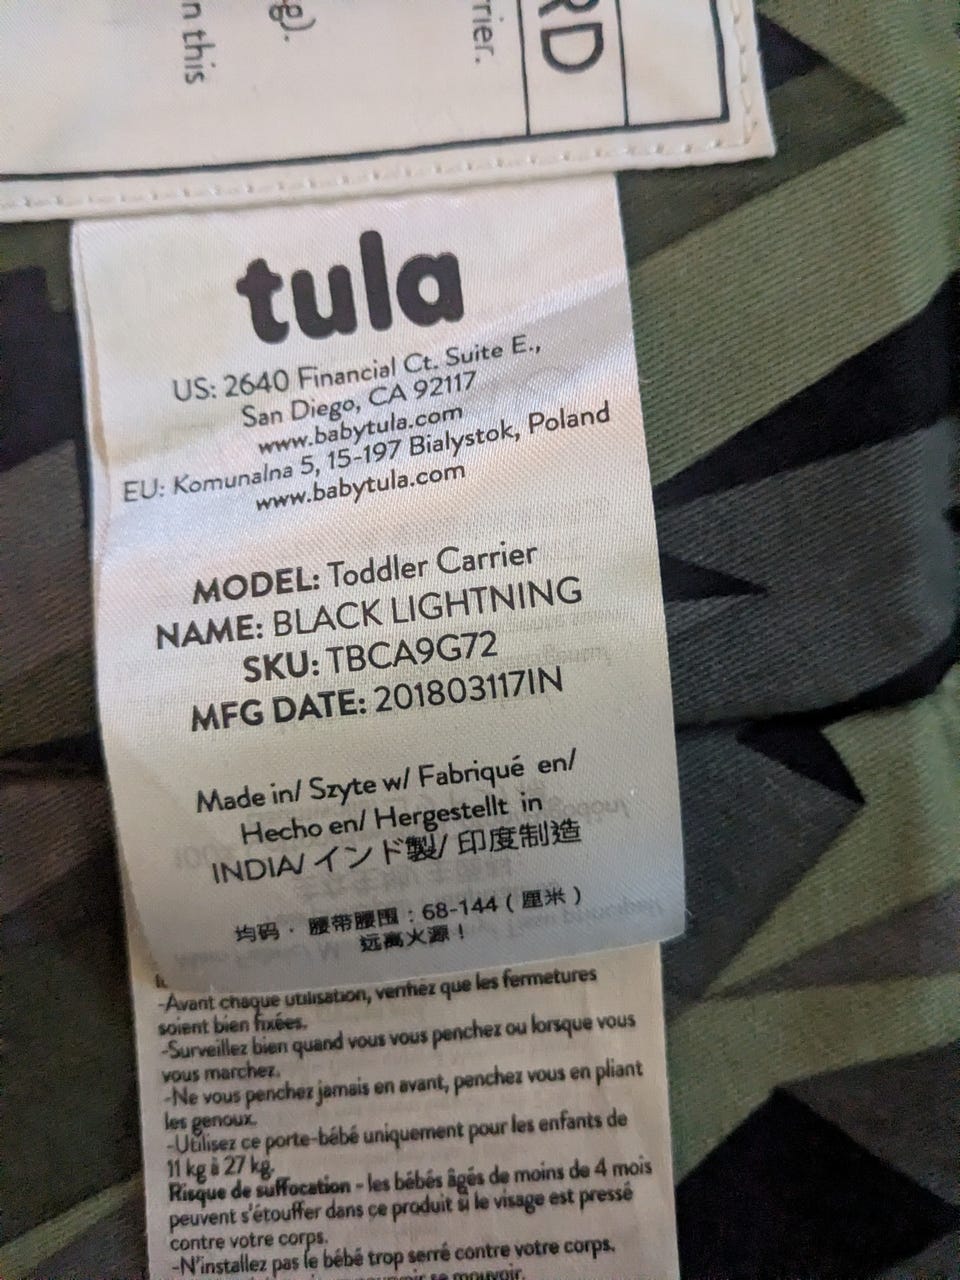 n this
g).
rrier.
RD
tula
US: 2640 Financial Ct. Suite E.,
San Diego, CA 92117
www.babytula.com
EU: Komunalna 5, 15-197 Bialystok, Poland
www.babytula.com
MODEL: Toddler Carrier
NAME: BLACK LIGHTNING
SKU: TBCA9G72
MFG DATE: 201803117IN
Made in/ Szyte w/ Fabriqué en/
Hecho en/ Hergestellt in
INDIA/ インド製/ 印度制造
均码 · 腰带腰围 : 68-144 ( 厘米 )
远离火源 !
-Avant chaque utilisation, verifiez que les fermetures
soient bien fixées.
-Surveillez bien quand vous vous penchez ou lorsque vous
vous marchez.
-Ne vous penchez jamais en avant, penchez vous en pliant
les genoux.
-Utilisez ce porte-bébé uniquement pour les enfants de
11 kg à 27 kg.
Risque de suffocation - les bébés âgés de moins de 4 mois
peuvent s'étouffer dans ce produit si le visage est pressé
contre votre corps.
-N'installez pas le bébé trop serré contre votre corps.
se mouvoir.